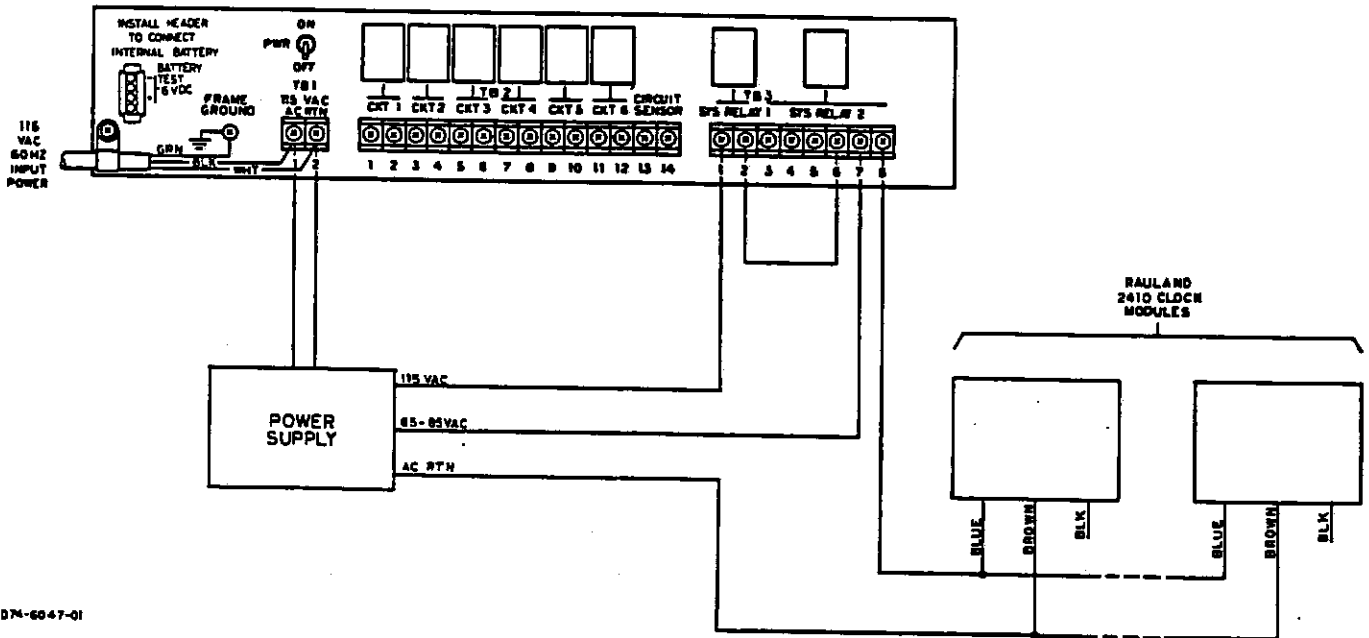 INSTALL HEADER
TO CONNECT
INTERNAL BATTERY
BATTERY
TEST
6 VDC
ON
PWR
OFF
TB1
115 VAC
AC RTN
FRAME
GROUND
GRN
BLK
WHT
115
VAC
60HZ
INPUT
POWER
1 2
TB2
CKT 1 CKT 2 CKT 3 CKT 4 CKT 5 CKT 6
CIRCUIT
SENSOR
1 2 3 4 5 6 7 8 9 10 11 12 13 14
TB3
SYS RELAY 1 SYS RELAY 2
1 2 3 4 5 6 7 8
POWER
SUPPLY
115 VAC
65-85VAC
AC RTN
RAULAND
2410 CLOCK
MODULES
BLUE BROWN BLK
BLUE BROWN BLK
D74-6047-01